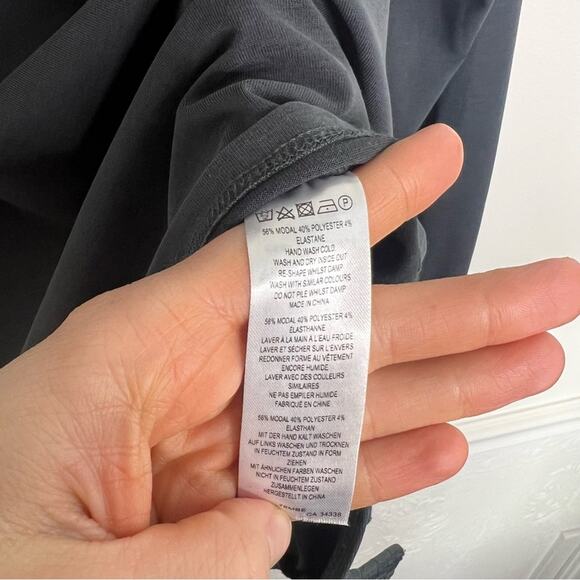 56% MODAL 40% POLYESTER 4%
ELASTANE
HAND WASH COLD
WASH AND DRY INSIDE OUT
RE-SHAPE WHILST DAMP
WASH WITH SIMILAR COLOURS
DO NOT PILE WHILST DAMP
MADE IN CHINA
56% MODAL 40% POLYESTER 4%
ÉLASTHANNE
LAVER À LA MAIN À L'EAU FROIDE
LAVER ET SÉCHER SUR L'ENVERS
REDONNER FORME AU VÊTEMENT
ENCORE HUMIDE
LAVER AVEC DES COULEURS
SIMILAIRES
NE PAS EMPILER HUMIDE
FABRIQUÉ EN CHINE
56% MODAL 40% POLYESTER 4%
ELASTHAN
MIT DER HAND KALT WASCHEN
AUF LINKS WASCHEN UND TROCKNEN
IN FEUCHTEM ZUSTAND IN FORM
ZIEHEN
MIT ÄHNLICHEN FARBEN WASCHEN
NICHT IN FEUCHTEM ZUSTAND
ZUSAMMENLEGEN
HERGESTELLT IN CHINA
CA 34338